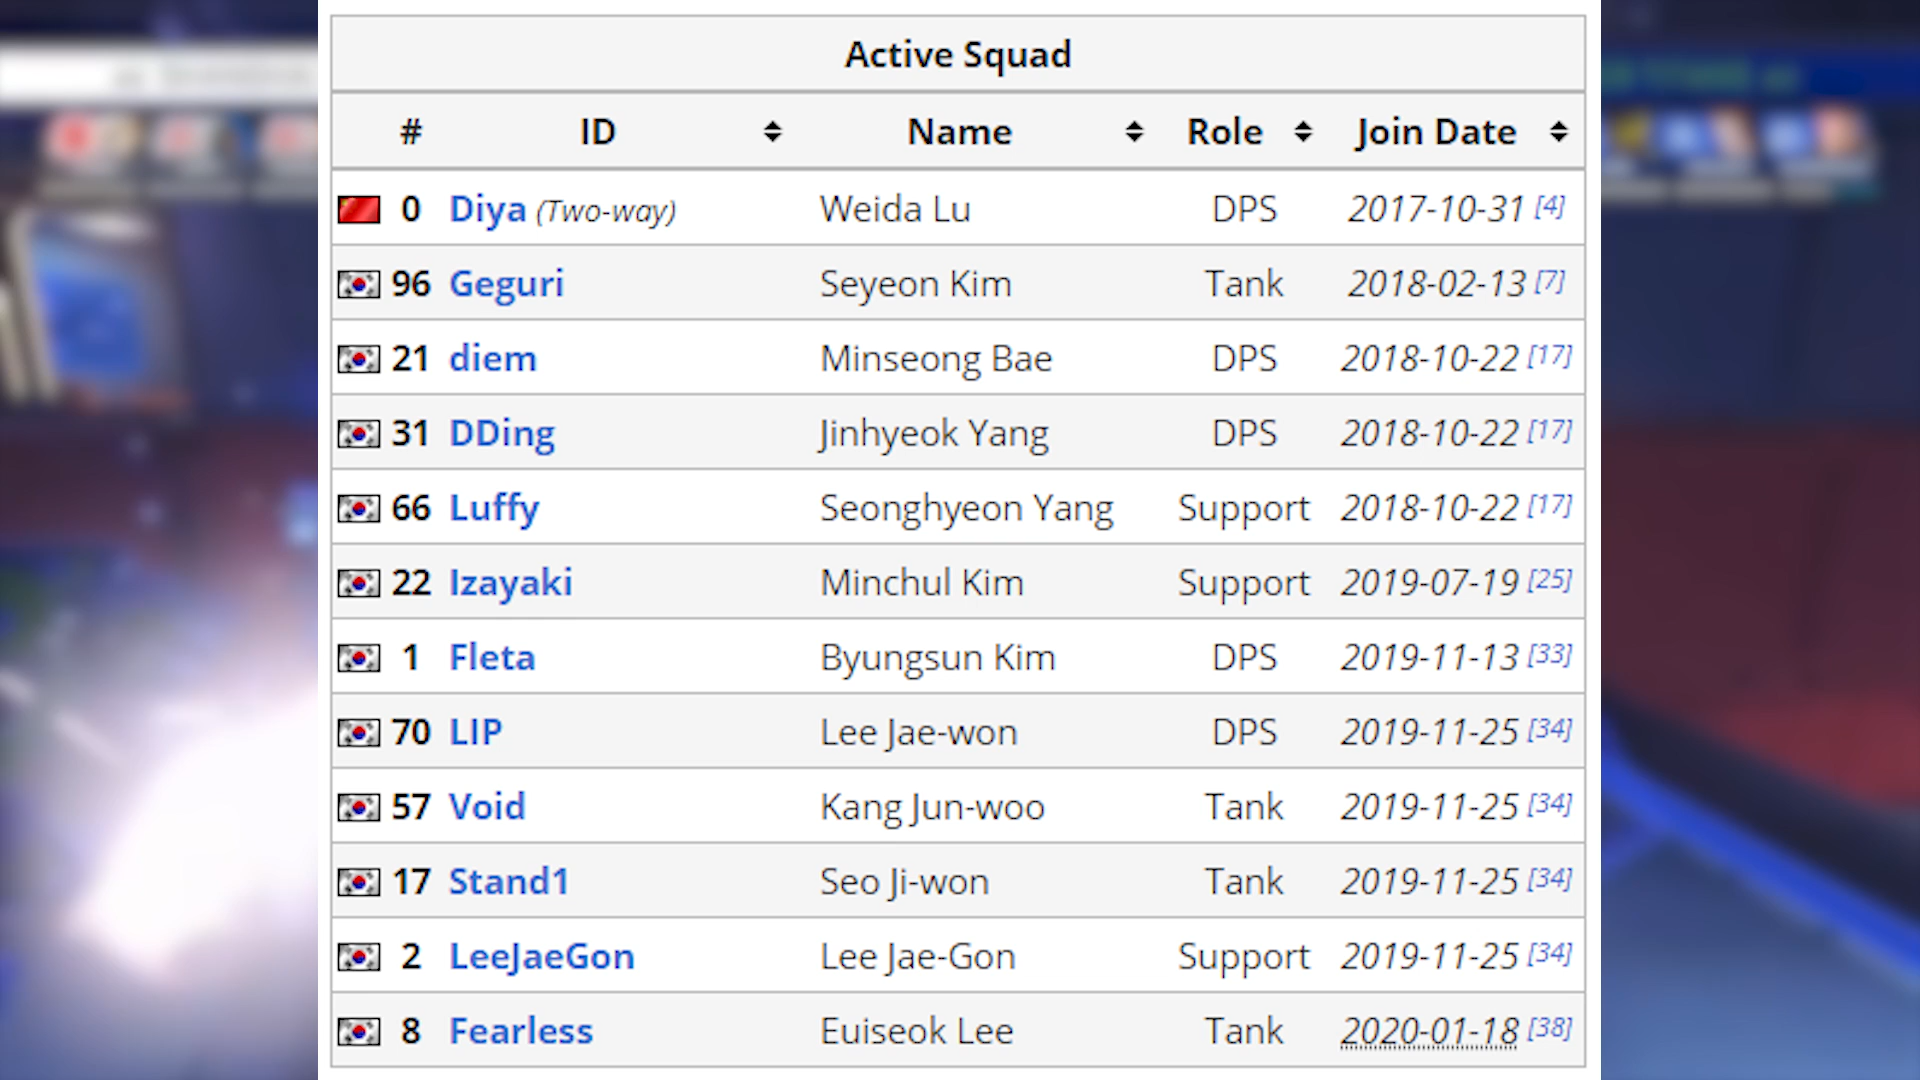 Active Squad
# ID Name Role Join Date
0 Diya (Two-way) Weida Lu DPS 2017-10-31 [4]
96 Geguri Seyeon Kim Tank 2018-02-13 [7]
21 diem Minseong Bae DPS 2018-10-22 [17]
31 DDing Jinhyeok Yang DPS 2018-10-22 [17]
66 Luffy Seonghyeon Yang Support 2018-10-22 [17]
22 Izayaki Minchul Kim Support 2019-07-19 [25]
1 Fleta Byungsun Kim DPS 2019-11-13 [33]
70 LIP Lee Jae-won DPS 2019-11-25 [34]
57 Void Kang Jun-woo Tank 2019-11-25 [34]
17 Stand1 Seo Ji-won Tank 2019-11-25 [34]
2 LeeJaeGon Lee Jae-Gon Support 2019-11-25 [34]
8 Fearless Euiseok Lee Tank 2020-01-18 [38]